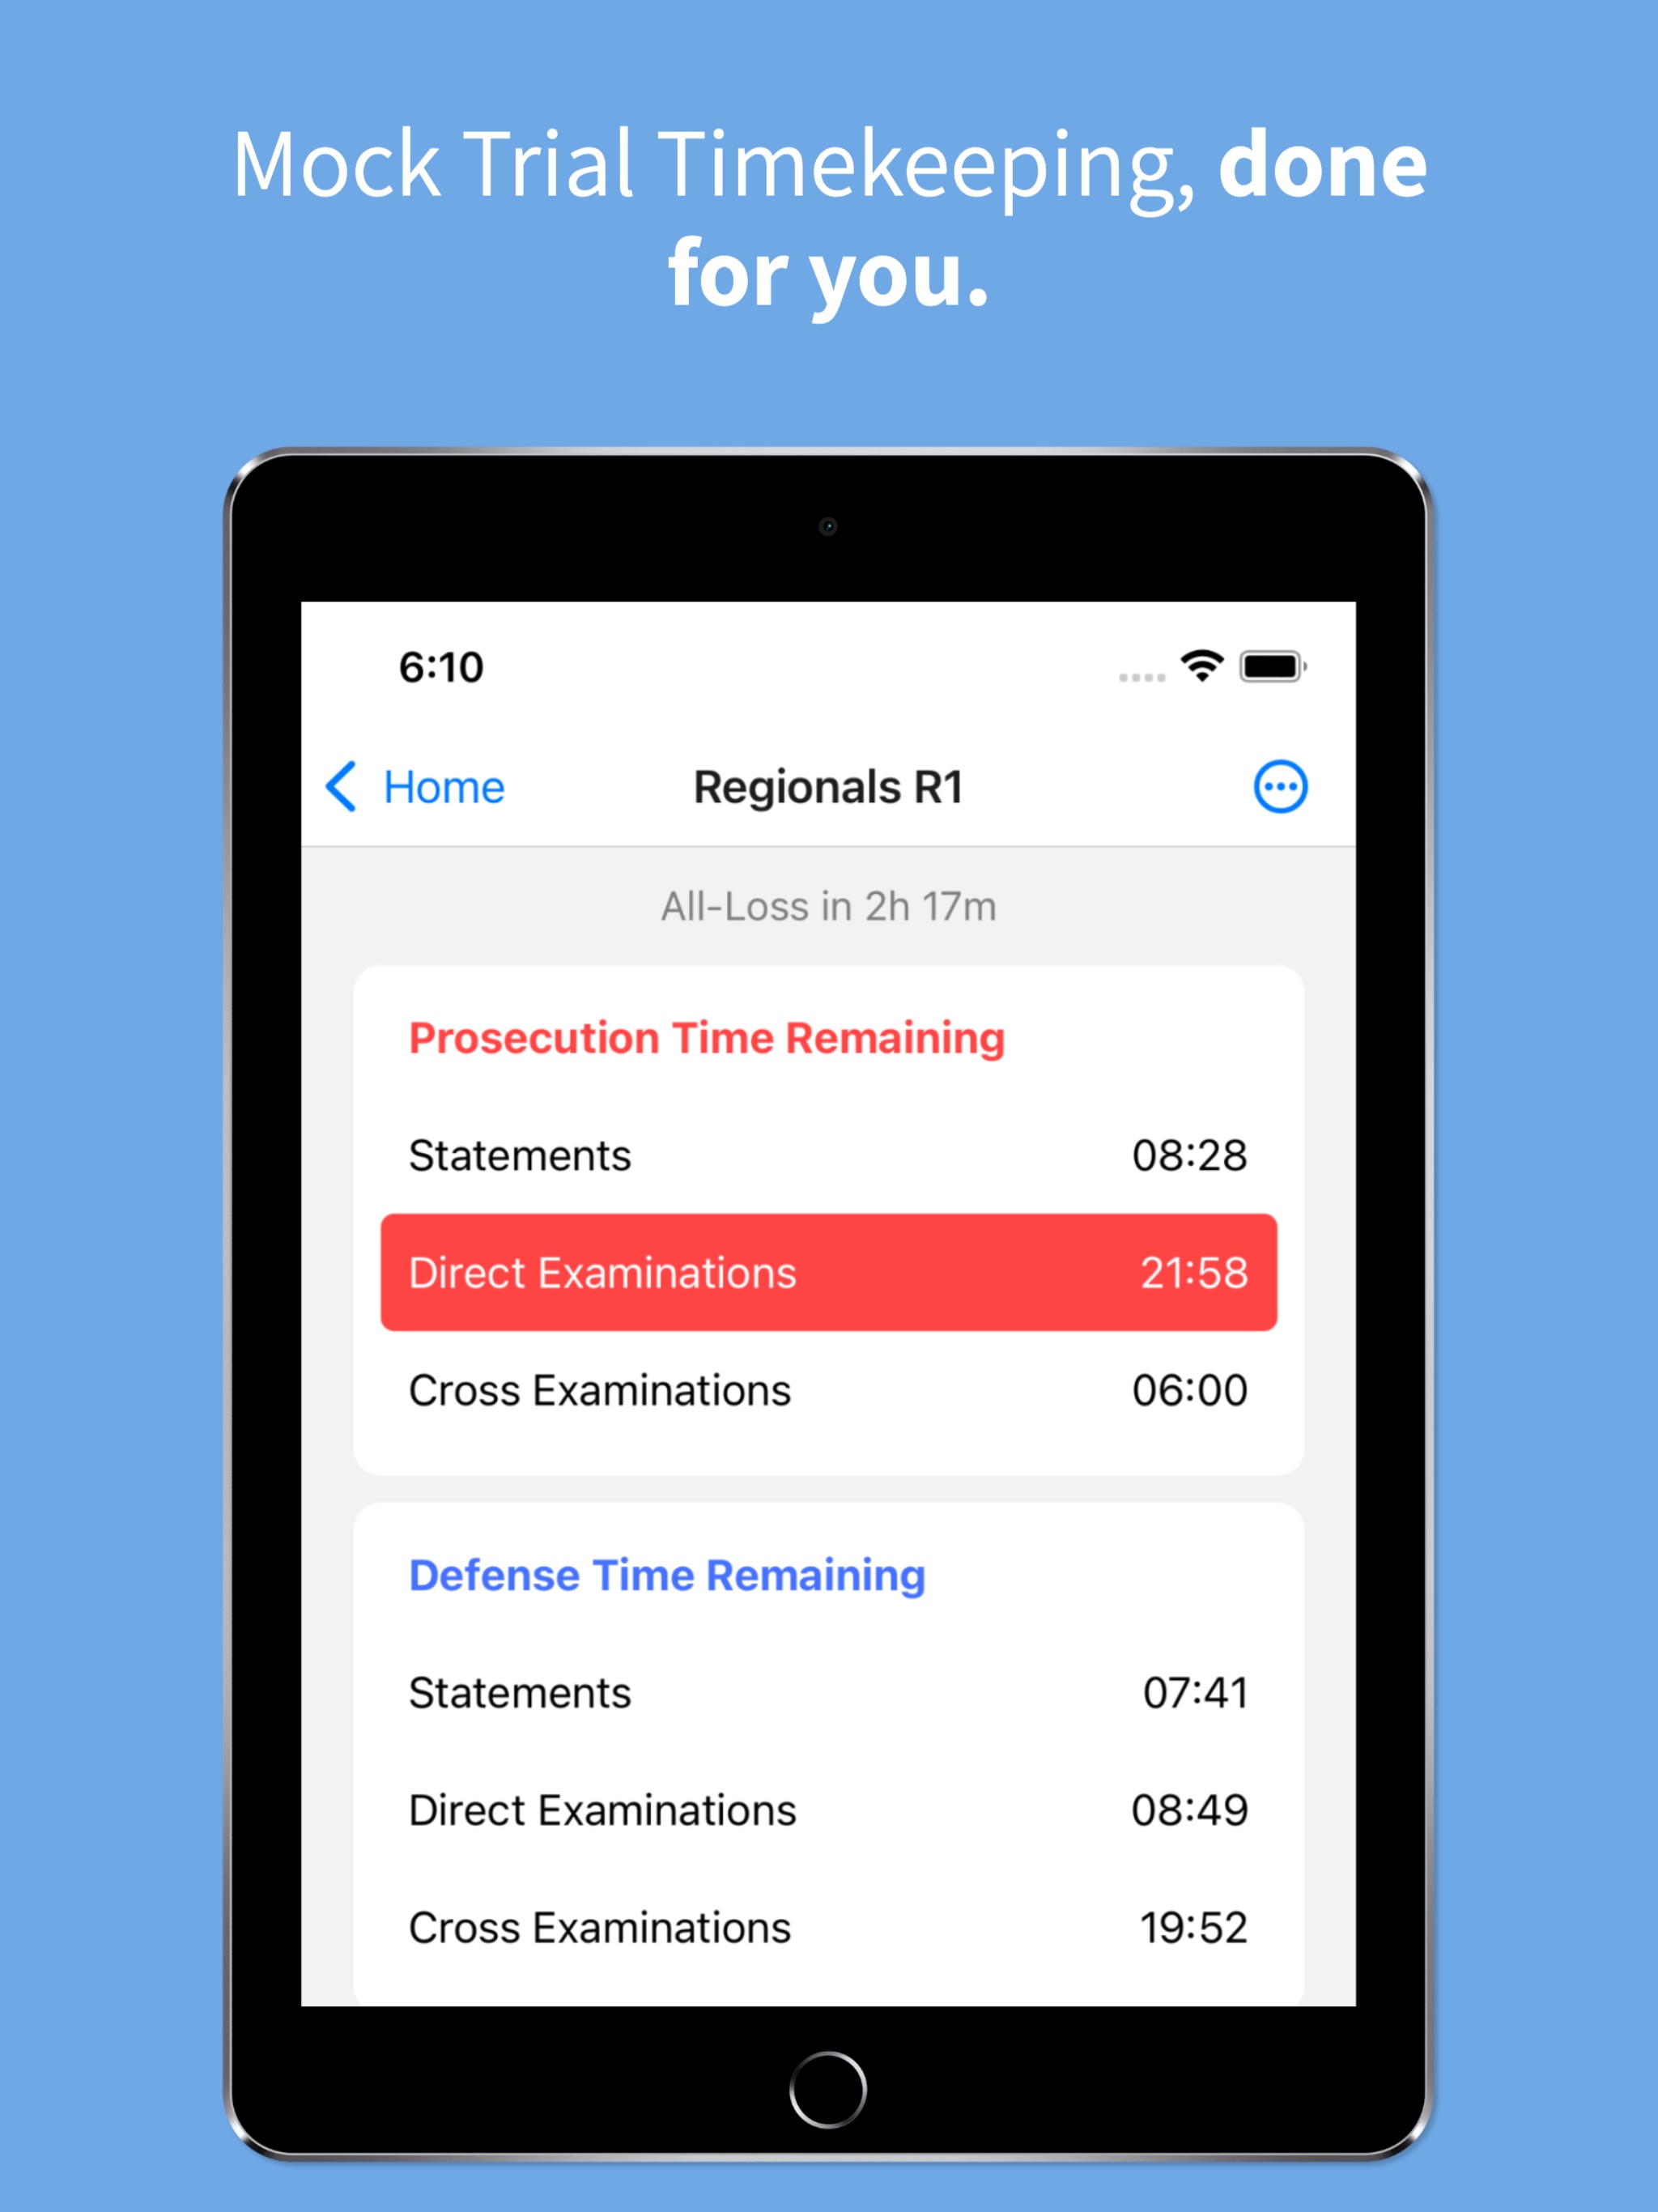 Mock Trial Timekeeping, done
for you.
6:10
Home
Regionals R1
All-Loss in 2h 17m
Prosecution Time Remaining
Statements 08:28
Direct Examinations 21:58
Cross Examinations 06:00
Defense Time Remaining
Statements 07:41
Direct Examinations 08:49
Cross Examinations 19:52